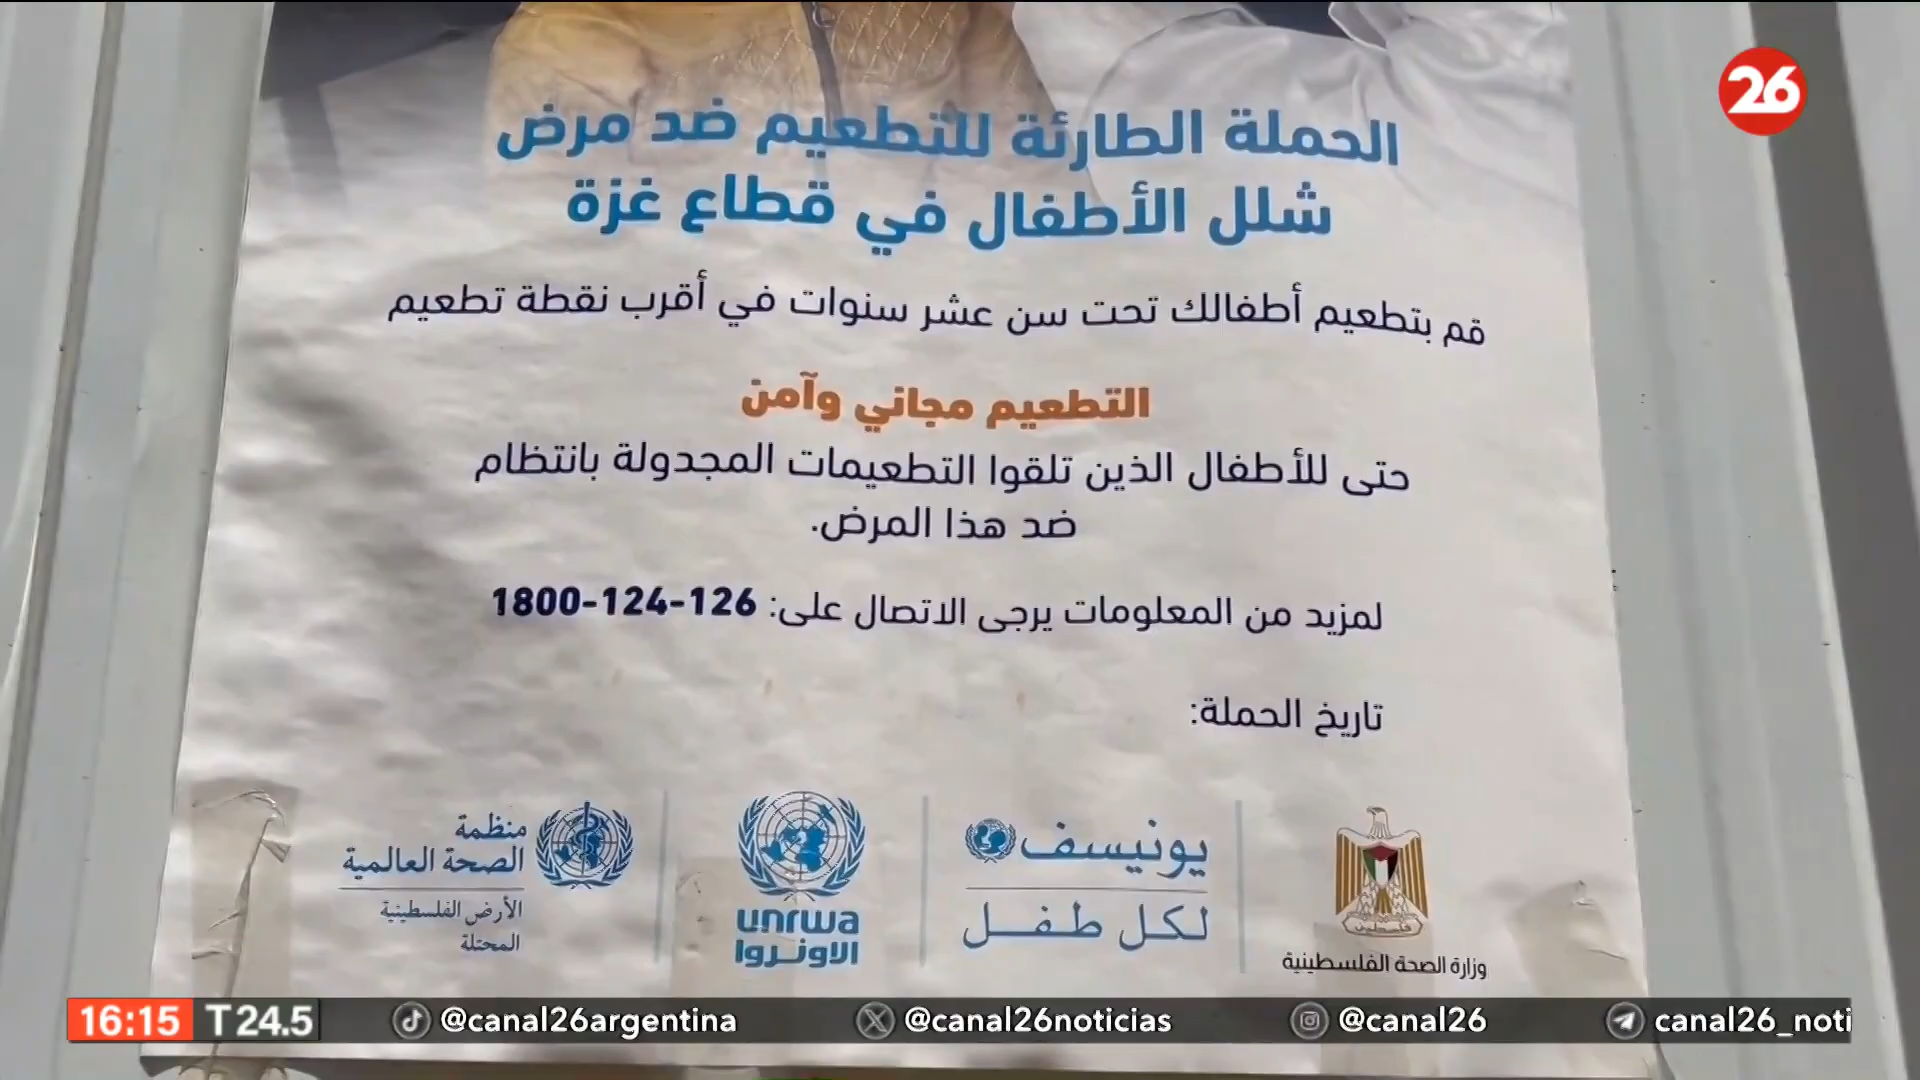 26
الحملة الطارئة للتطعيم ضد مرض
شلل الأطفال في قطاع غزة
قم بتطعيم أطفالك تحت سن عشر سنوات في أقرب نقطة تطعيم
التطعيم مجاني وآمن
حتى للأطفال الذين تلقوا التطعيمات المجدولة بانتظام
ضد هذا المرض.
لمزيد من المعلومات يرجى الاتصال على: 1800-124-126
تاريخ الحملة:
فلسطين
وزارة الصحة الفلسطينية
يونيسف
لكل طفل
unrwa
الاونروا
منظمة
الصحة العالمية
الأرض الفلسطينية
المحتلة
16:15 T 24.5 @canal26argentina @canal26noticias @canal26 canal26_noti